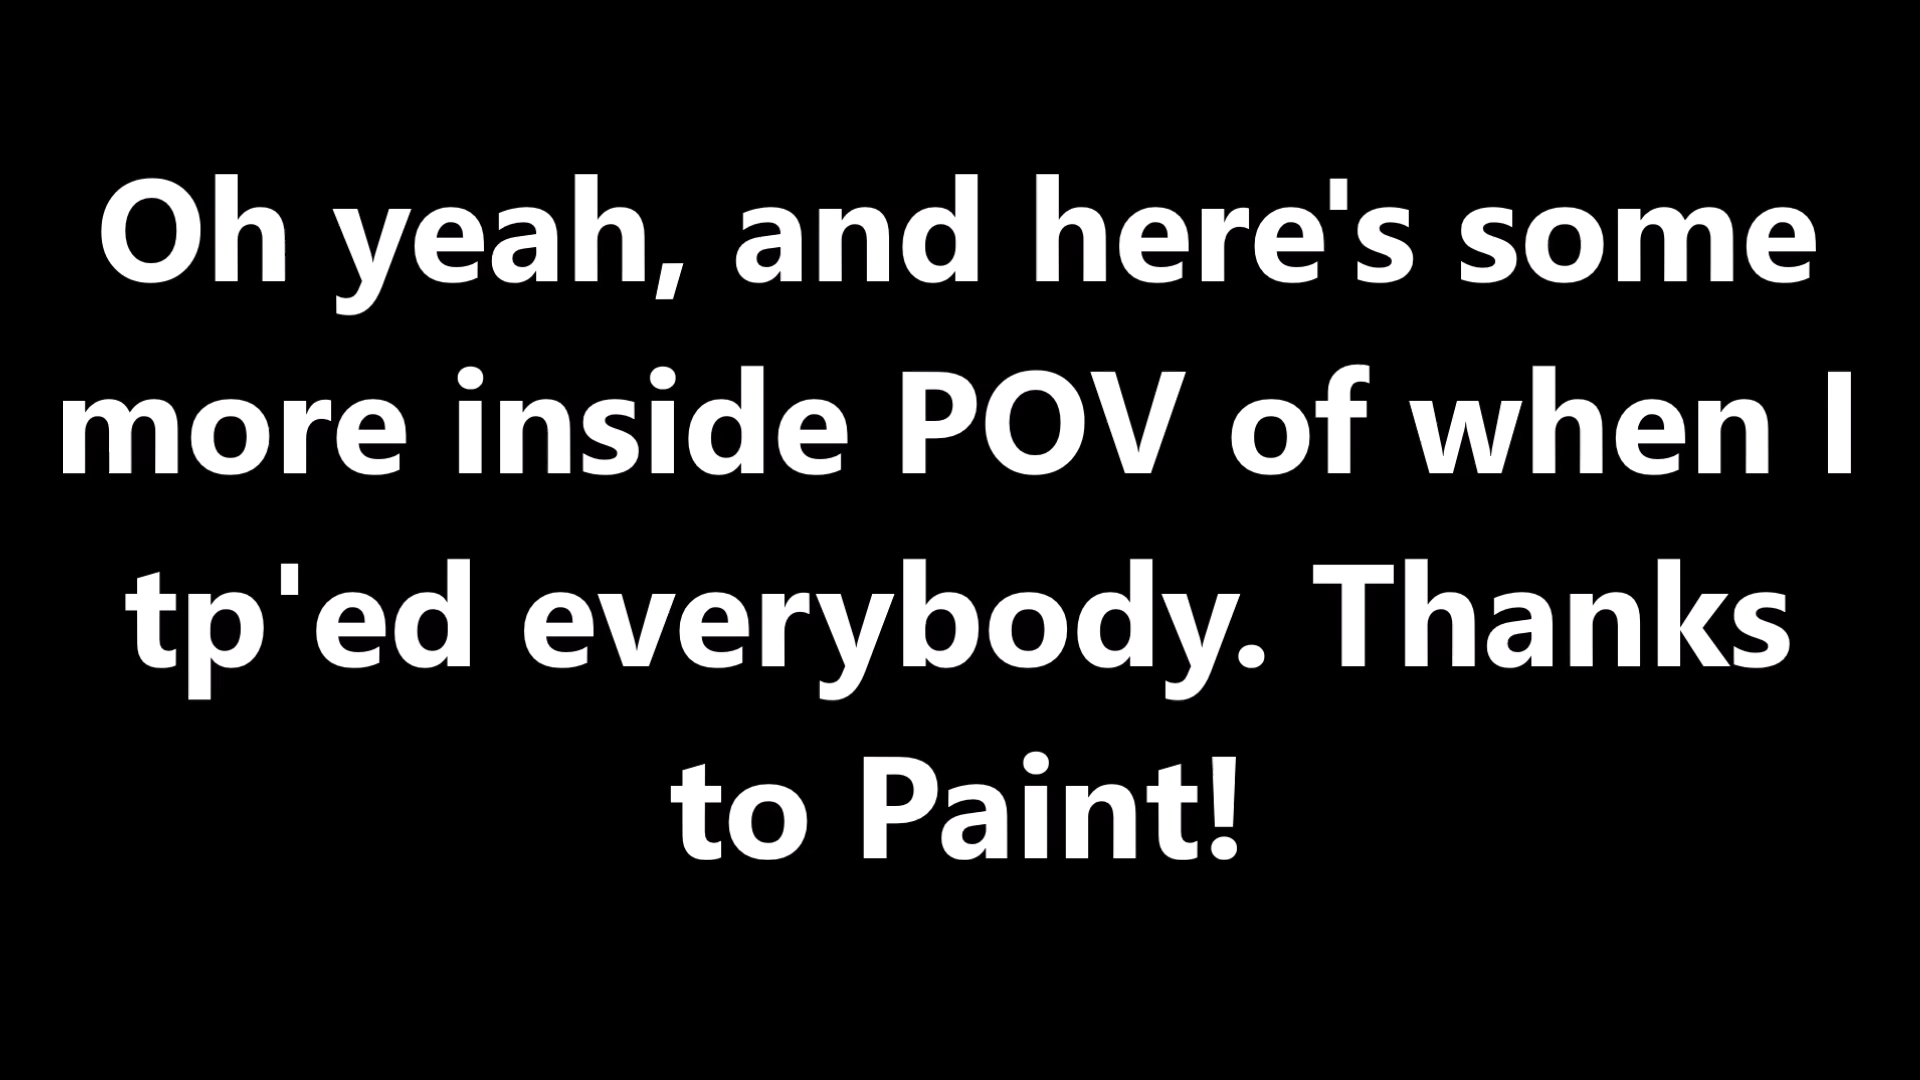 Oh yeah, and here's some
more inside POV of when I
tp'ed everybody. Thanks
to Paint!